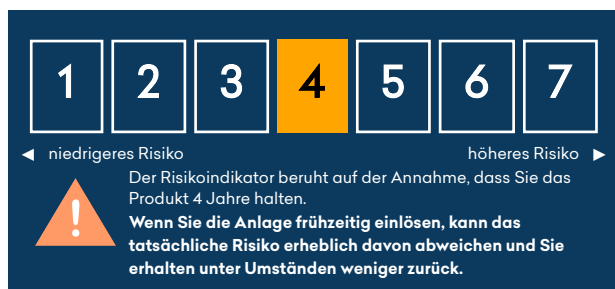 1 2 3 4 5 6 7
◄ niedrigeres Risiko höheres Risiko ►
Der Risikoindikator beruht auf der Annahme, dass Sie das
Produkt 4 Jahre halten.
!
Wenn Sie die Anlage frühzeitig einlösen, kann das
tatsächliche Risiko erheblich davon abweichen und Sie
erhalten unter Umständen weniger zurück.